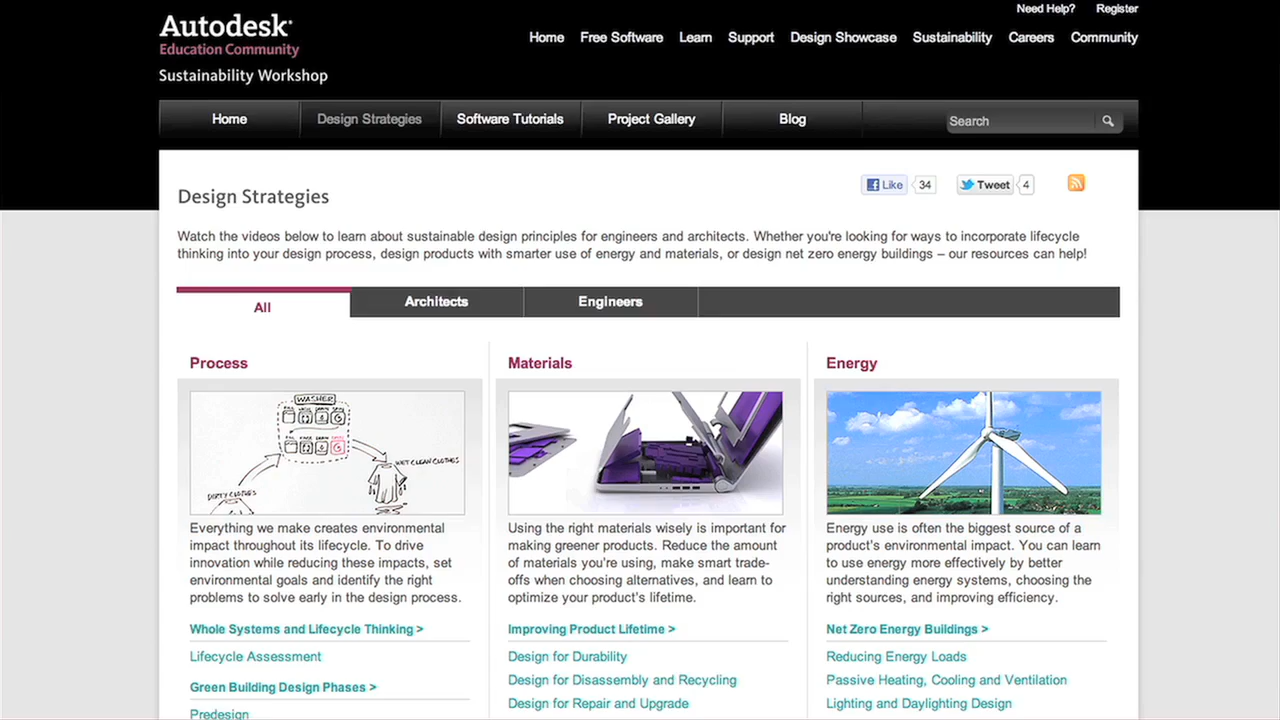 Need Help? Register
Autodesk
Education Community
Sustainability Workshop
Home Free Software Learn Support Design Showcase Sustainability Careers Community
Home Design Strategies Software Tutorials Project Gallery Blog Search
Design Strategies
Like 34 Tweet 4
Watch the videos below to learn about sustainable design principles for engineers and architects. Whether you're looking for ways to incorporate lifecycle
thinking into your design process, design products with smarter use of energy and materials, or design net zero energy buildings – our resources can help!
All Architects Engineers
Process
WASHER
DIRTY CLOTHES
WET CLEAN CLOTHES
Everything we make creates environmental
impact throughout its lifecycle. To drive
innovation while reducing these impacts, set
environmental goals and identify the right
problems to solve early in the design process.
Whole Systems and Lifecycle Thinking >
Lifecycle Assessment
Green Building Design Phases >
Predesign
Materials
Using the right materials wisely is important for
making greener products. Reduce the amount
of materials you're using, make smart trade-
offs when choosing alternatives, and learn to
optimize your product's lifetime.
Improving Product Lifetime >
Design for Durability
Design for Disassembly and Recycling
Design for Repair and Upgrade
Energy
Energy use is often the biggest source of a
product's environmental impact. You can learn
to use energy more effectively by better
understanding energy systems, choosing the
right sources, and improving efficiency.
Net Zero Energy Buildings >
Reducing Energy Loads
Passive Heating, Cooling and Ventilation
Lighting and Daylighting Design